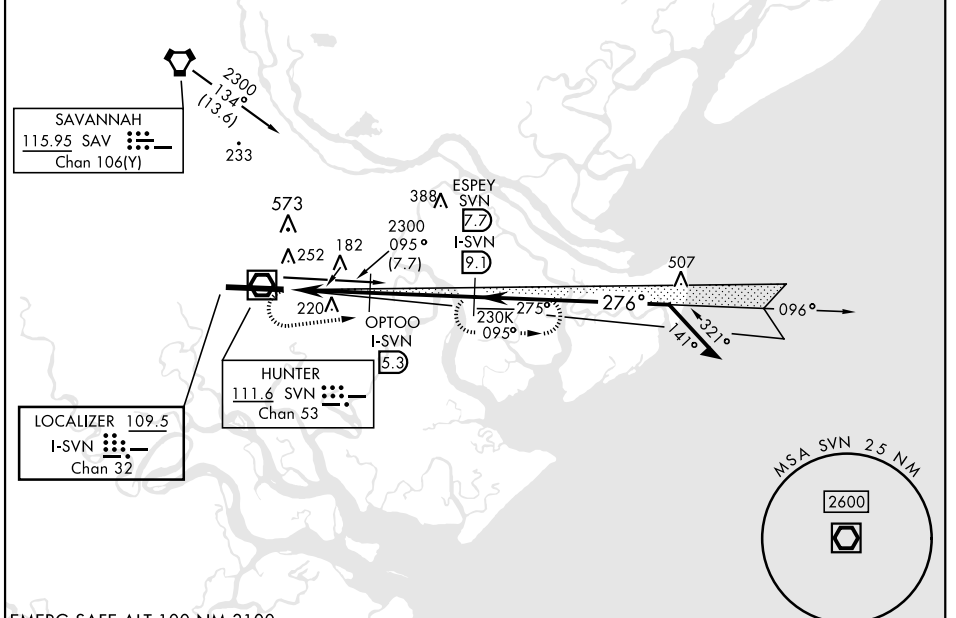 2300
134°
(13.6)
SAVANNAH
115.95 SAV
Chan 106(Y)
233
573
388
ESPEY
SVN
7.7
I-SVN
9.1
2300
095°
(7.7)
252
182
507
220
OPTOO
I-SVN
5.3
230K
275°
095°
276°
096°
141°
321°
HUNTER
111.6 SVN
Chan 53
LOCALIZER 109.5
I-SVN
Chan 32
MSA SVN 25 NM
2600
EMERG SAFE ALT 100 NM 3100